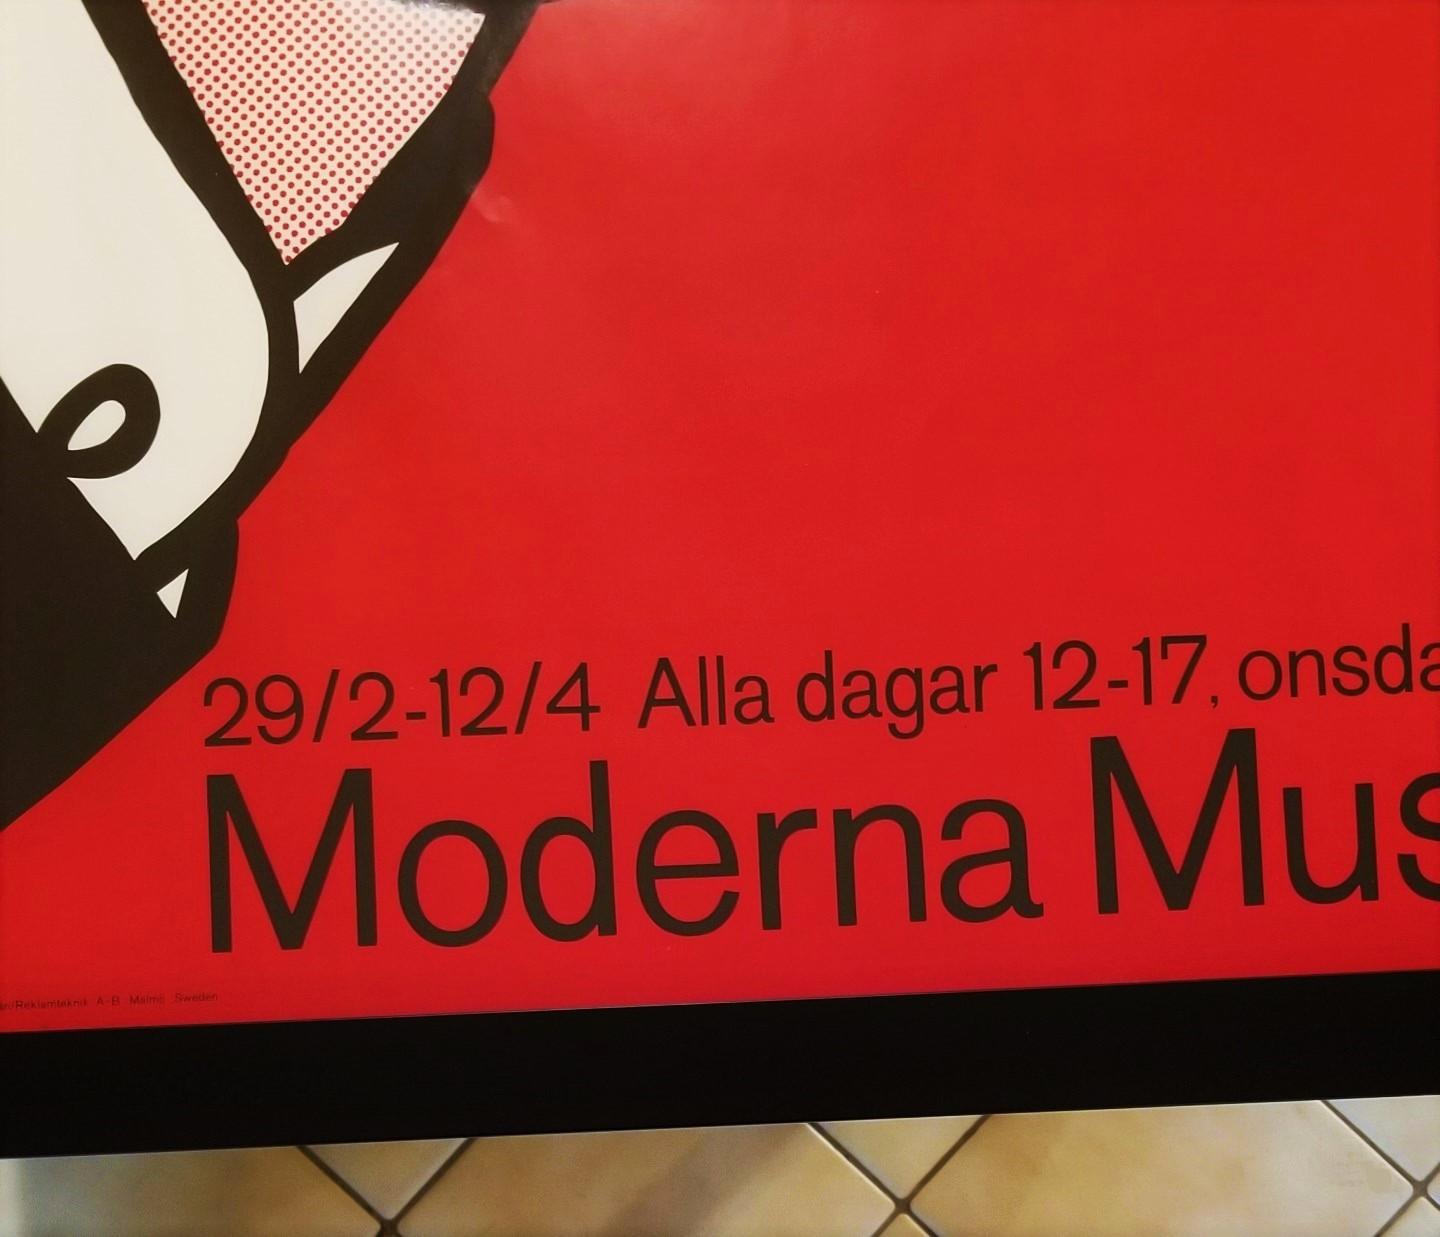 29/2-12/4 Alla dagar 12-17, onsda
Moderna Mus
/Reklamteknik A-B Malmö Sweden